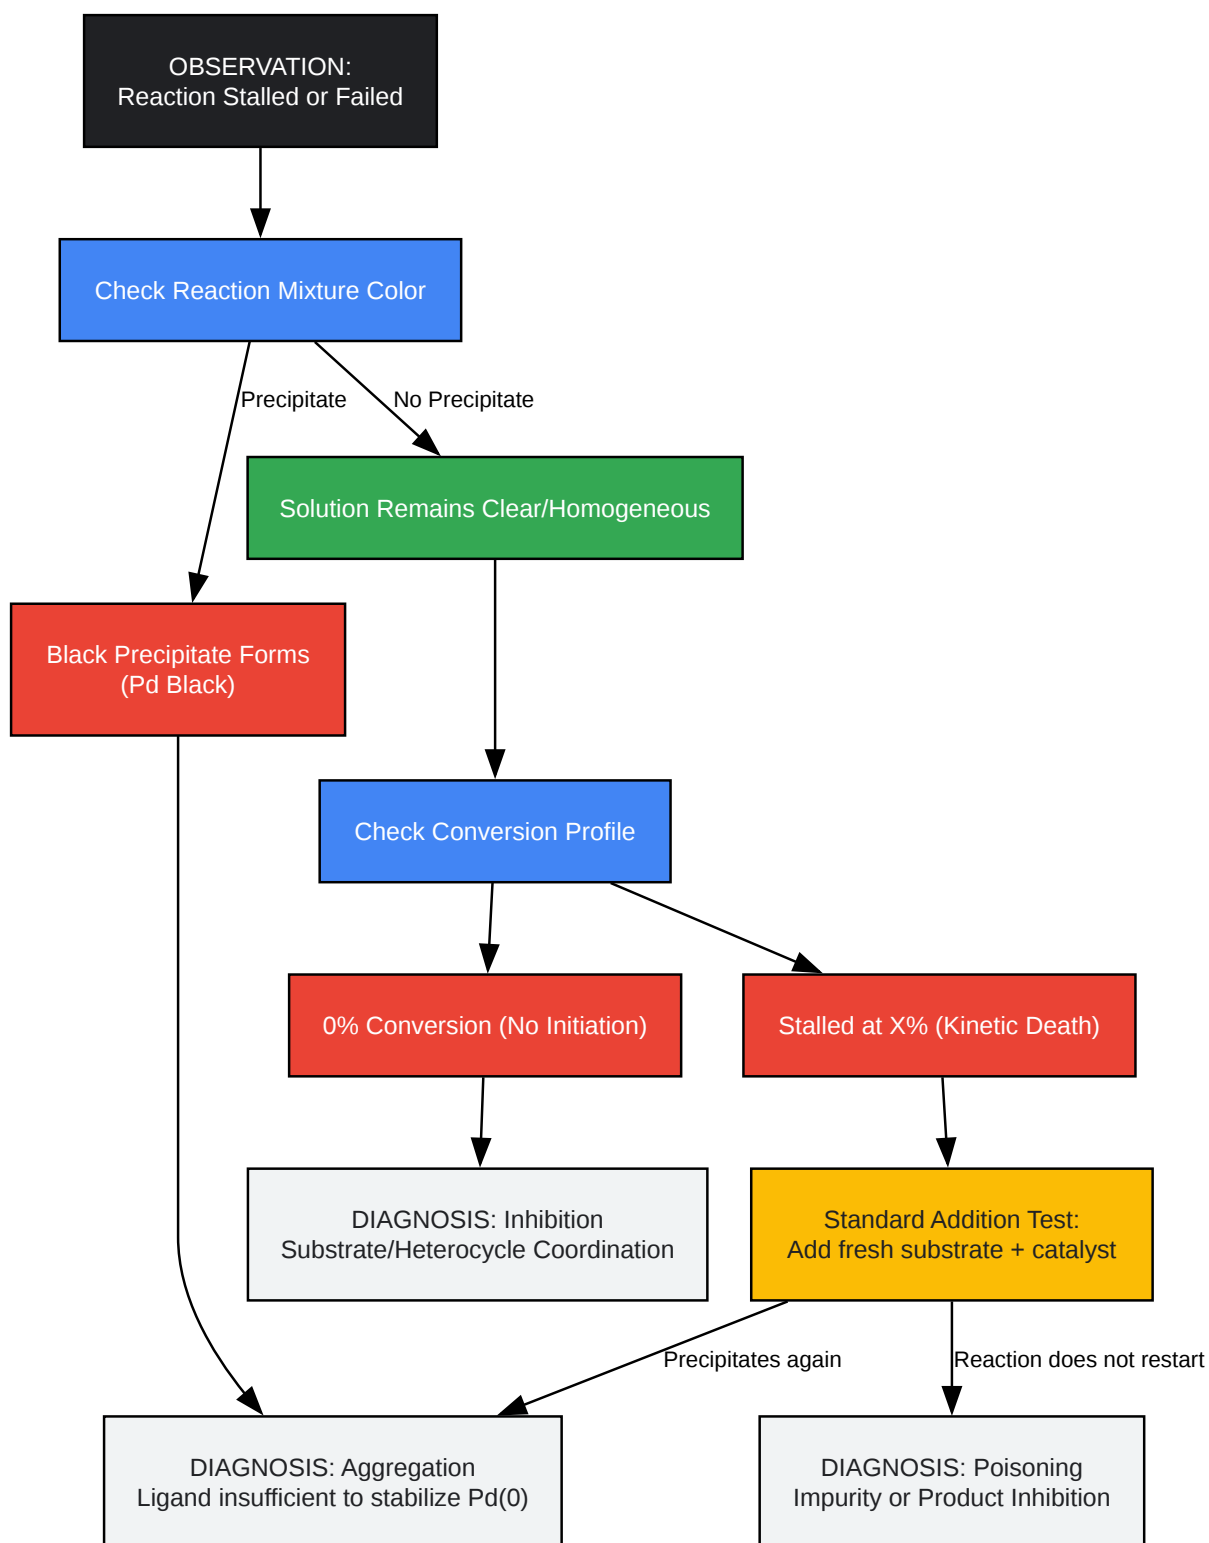 OBSERVATION:
Reaction Stalled or Failed
Check Reaction Mixture Color
Precipitate
No Precipitate
Solution Remains Clear/Homogeneous
Black Precipitate Forms
(Pd Black)
Check Conversion Profile
0% Conversion (No Initiation)
Stalled at X% (Kinetic Death)
DIAGNOSIS: Inhibition
Substrate/Heterocycle Coordination
Standard Addition Test:
Add fresh substrate + catalyst
Precipitates again
Reaction does not restart
DIAGNOSIS: Aggregation
Ligand insufficient to stabilize Pd(0)
DIAGNOSIS: Poisoning
Impurity or Product Inhibition